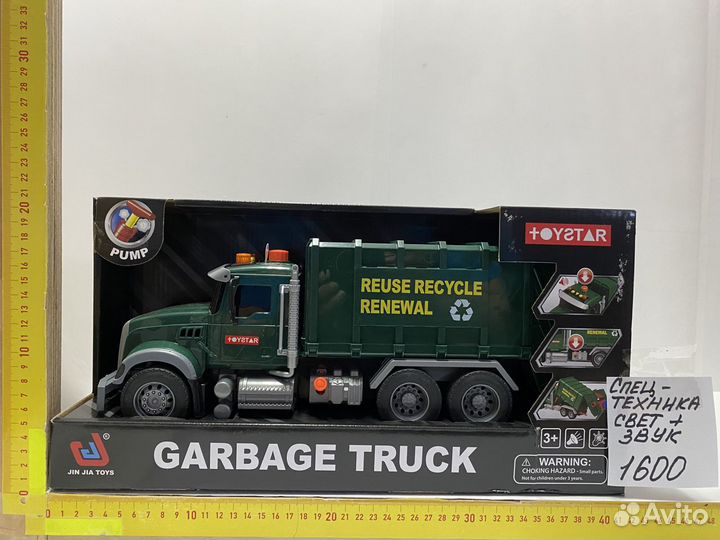 TOYSTAR
PUMP
REUSE RECYCLE
RENEWAL
TOYSTAR
RENEWAL
СПЕЦ-
ТЕХНИКА
СВЕТ +
ЗВУК
1600
3+
JIN JIA TOYS
GARBAGE TRUCK
WARNING:
CHOKING HAZARD - Small parts.
Not for children under 3 years.
Avito